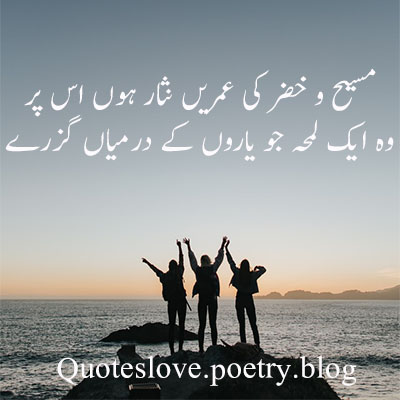 مسیح و خضر کی عمریں نثار ہوں اس پر
وہ ایک لمحہ جو یاروں کے درمیاں گزرے
Quoteslove.poetry.blog